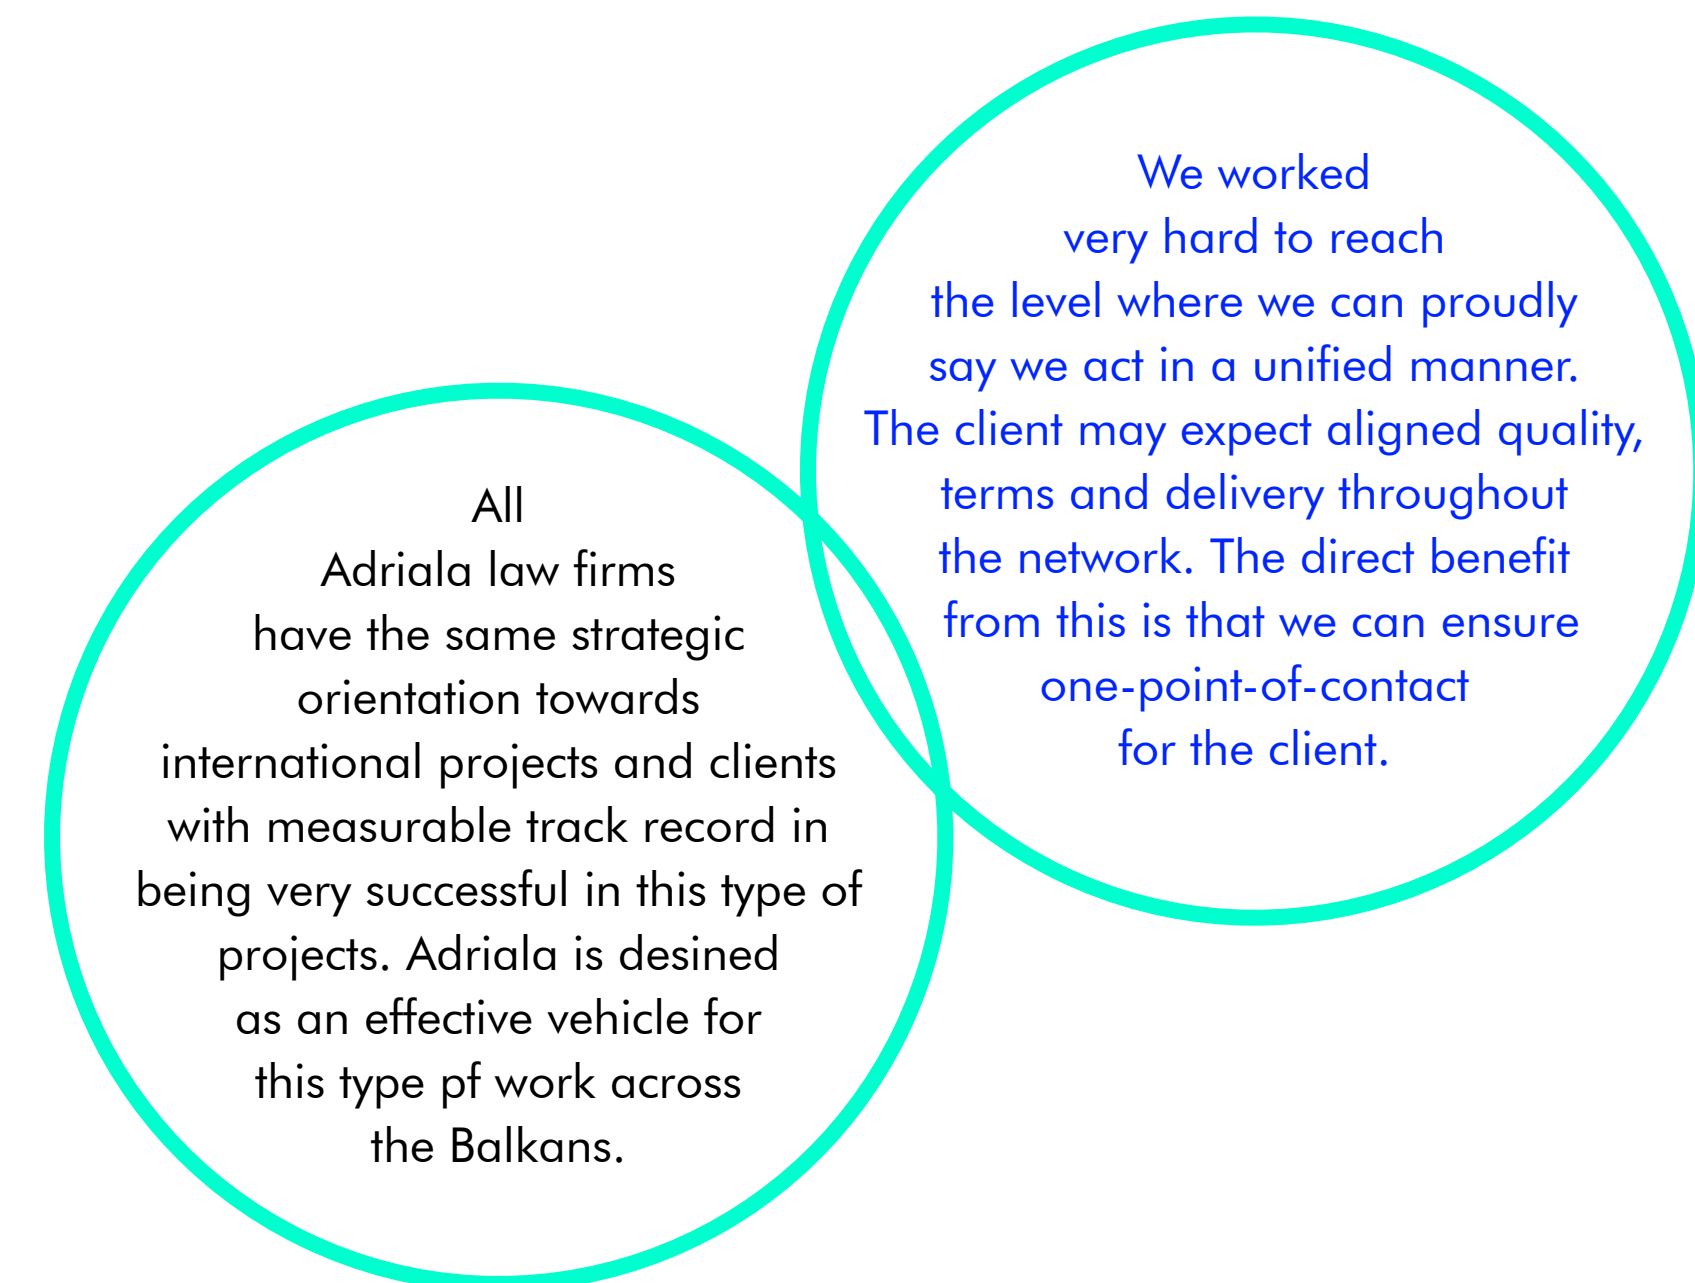 All
Adriala law firms
have the same strategic
orientation towards
international projects and clients
with measurable track record in
being very successful in this type of
projects. Adriala is desined
as an effective vehicle for
this type pf work across
the Balkans.
We worked
very hard to reach
the level where we can proudly
say we act in a unified manner.
The client may expect aligned quality,
terms and delivery throughout
the network. The direct benefit
from this is that we can ensure
one-point-of-contact
for the client.